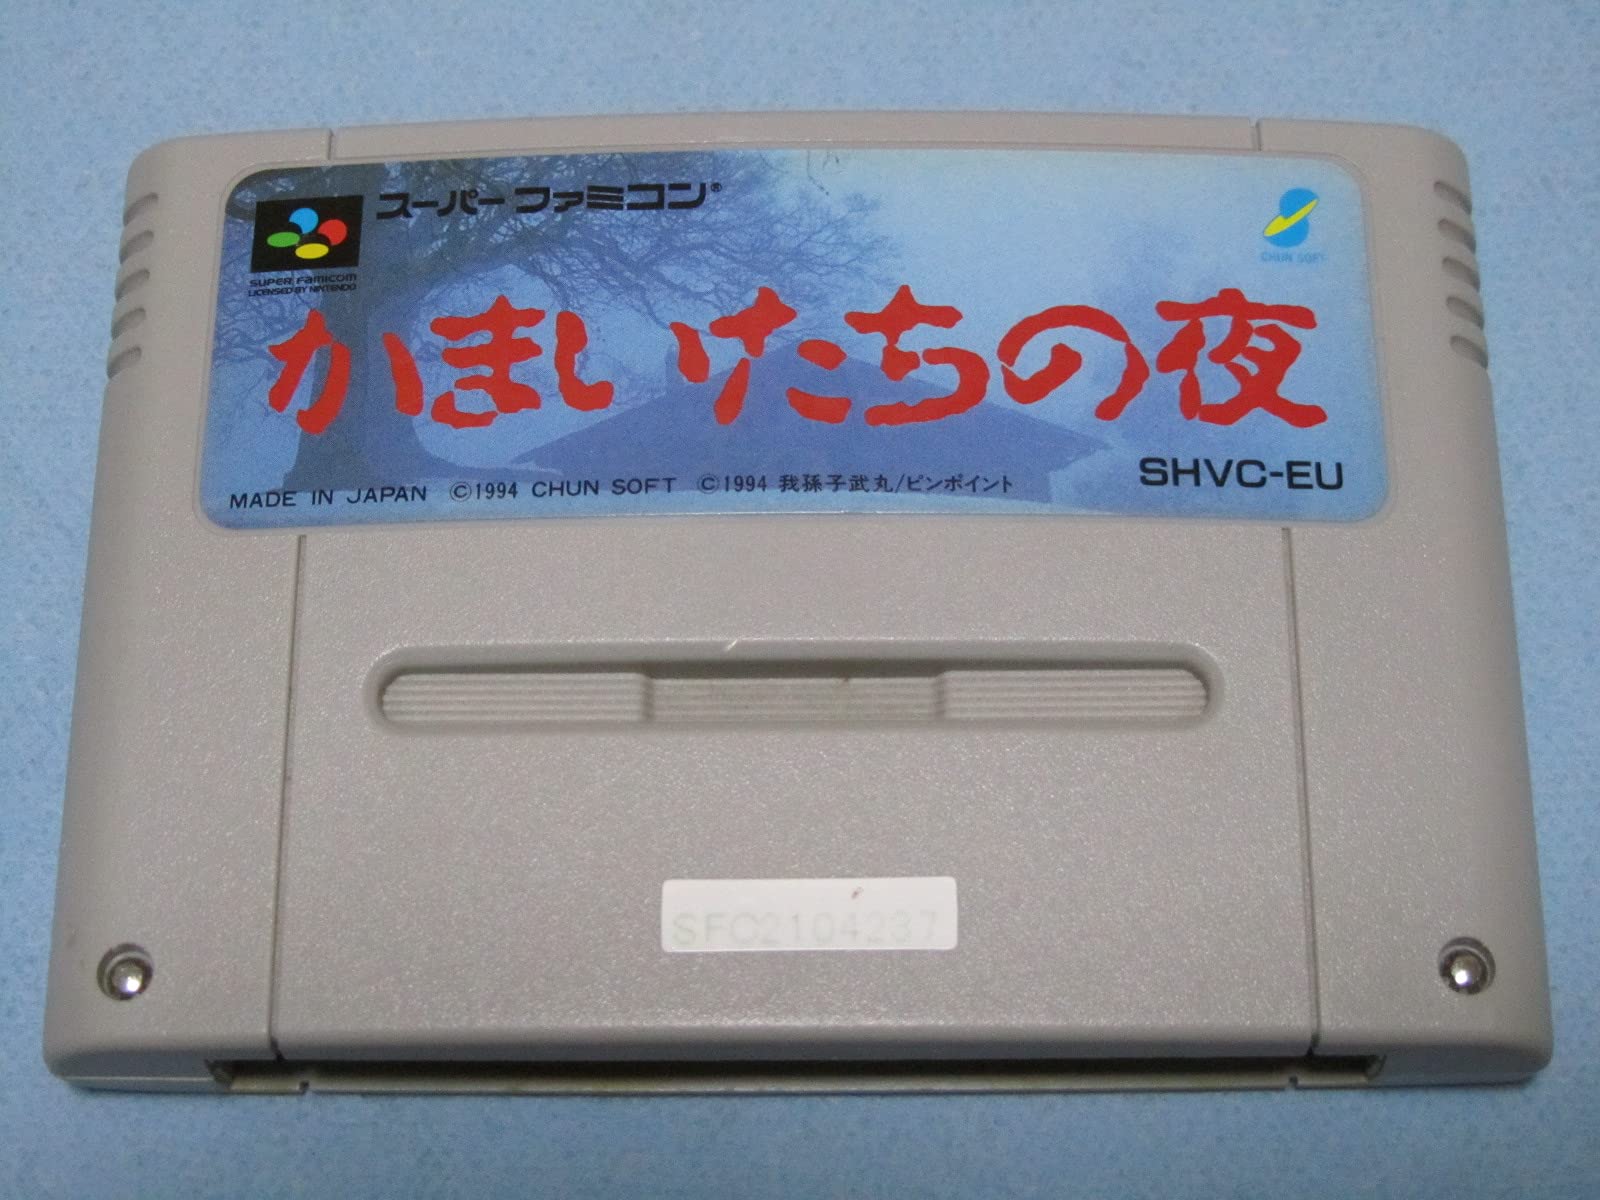 スーパーファミコン®
SUPER FAMICOM
LICENSED BY NINTENDO
CHUN SOFT
かまいたちの夜
SHVC-EU
MADE IN JAPAN ©1994 CHUN SOFT ©1994 我孫子武丸/ピンポイント
SFC2104237